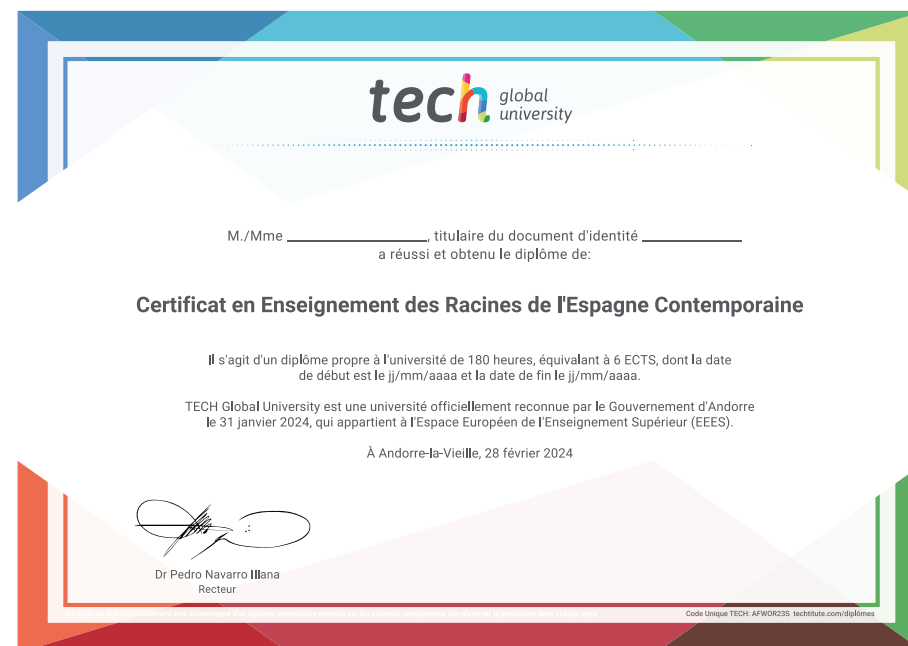 tech global university
M./Mme ____________, titulaire du document d'identité ____________
a réussi et obtenu le diplôme de:
Certificat en Enseignement des Racines de l'Espagne Contemporaine
Il s'agit d'un diplôme propre à l'université de 180 heures, équivalant à 6 ECTS, dont la date
de début est le jj/mm/aaaa et la date de fin le jj/mm/aaaa.
TECH Global University est une université officiellement reconnue par le Gouvernement d'Andorre
le 31 janvier 2024, qui appartient à l'Espace Européen de l'Enseignement Supérieur (EEES).
À Andorre-la-Vieille, 28 février 2024
Dr Pedro Navarro Illana
Recteur
Code Unique TECH: AFWOR23S techtitute.com/diplômes